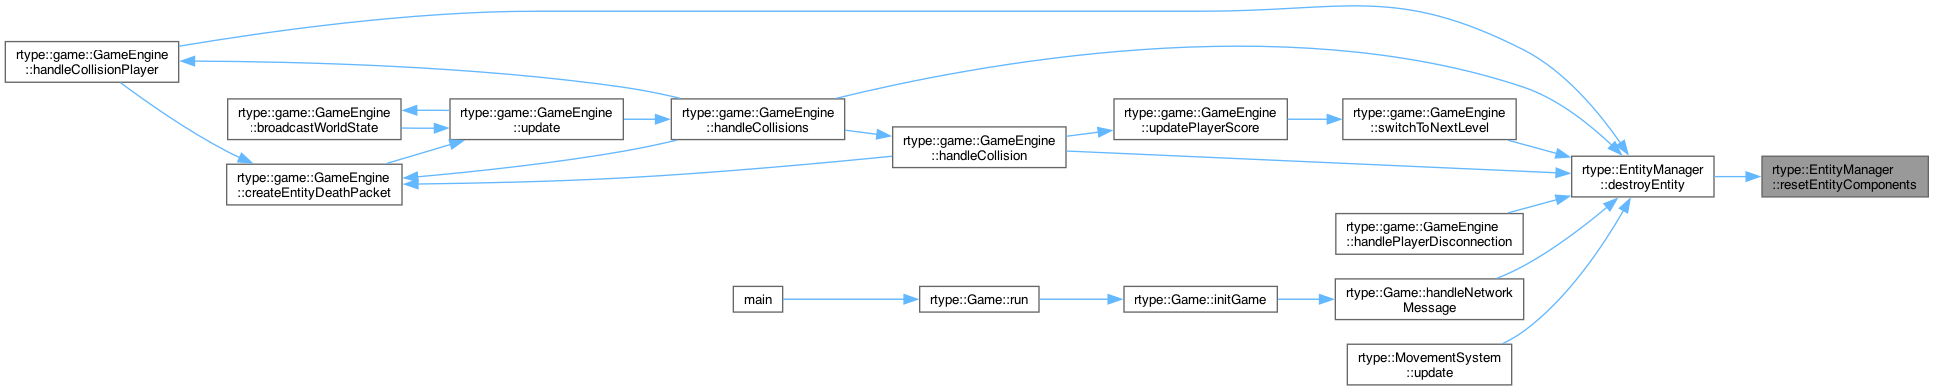 rtype::game::GameEngine
::handleCollisionPlayer
rtype::game::GameEngine
::broadcastWorldState
rtype::game::GameEngine
::update
rtype::game::GameEngine
::createEntityDeathPacket
rtype::game::GameEngine
::handleCollisions
rtype::game::GameEngine
::handleCollision
rtype::game::GameEngine
::updatePlayerScore
rtype::game::GameEngine
::switchToNextLevel
rtype::EntityManager
::destroyEntity
rtype::EntityManager
::resetEntityComponents
rtype::game::GameEngine
::handlePlayerDisconnection
main
rtype::Game::run
rtype::Game::initGame
rtype::Game::handleNetwork
Message
rtype::MovementSystem
::update